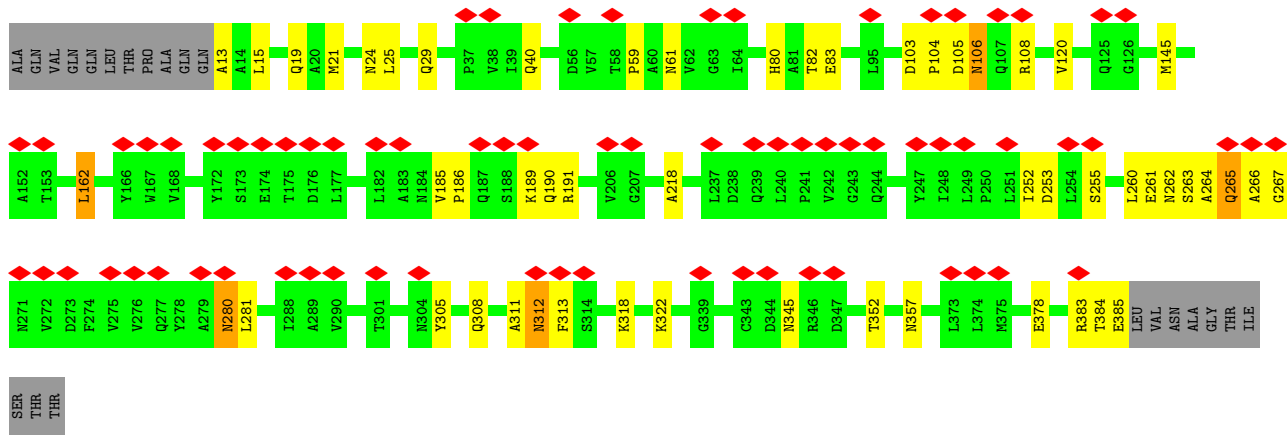 ALA GLN VAL GLN GLN LEU THR PRO ALA GLN GLN A13 A14 L15 Q19 A20 M21 N24 L25 Q29 P37 V38 I39 Q40 D56 V57 T58 P59 A60 N61 V62 G63 I64 H80 A81 T82 E83 L95 D103 P104 D105 N106 Q107 R108 V120 Q125 G126 M145
A152 T153 L162 Y166 W167 V168 Y172 S173 E174 T175 D176 L177 L182 A183 N184 V185 P186 Q187 S188 K189 Q190 R191 V206 G207 A218 L237 D238 Q239 L240 P241 V242 G243 Q244 Y247 I248 L249 P250 L251 I252 D253 L254 S255 L260 E261 N262 S263 A264 Q265 A266 G267
N271 V272 D273 F274 V275 V276 Q277 Y278 A279 N280 L281 I288 A289 V290 T301 N304 Y305 Q308 A311 N312 F313 S314 K318 K322 G339 C343 D344 N345 R346 D347 T352 N357 L373 L374 M375 E378 R383 T384 E385 LEU VAL ASN ALA GLY THR ILE
SER THR THR